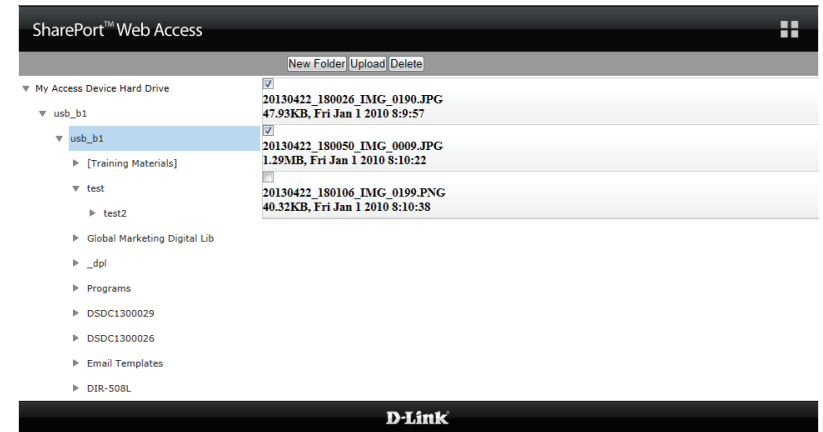 SharePort™ Web Access
New Folder Upload Delete
My Access Device Hard Drive
usb_b1
usb_b1
[Training Materials]
test
test2
Global Marketing Digital Lib
_dpl
Programs
DSDC1300029
DSDC1300026
Email Templates
DIR-508L
20130422_180026_IMG_0190.JPG
47.93KB, Fri Jan 1 2010 8:9:57
20130422_180050_IMG_0009.JPG
1.29MB, Fri Jan 1 2010 8:10:22
20130422_180106_IMG_0199.PNG
40.32KB, Fri Jan 1 2010 8:10:38
D-Link